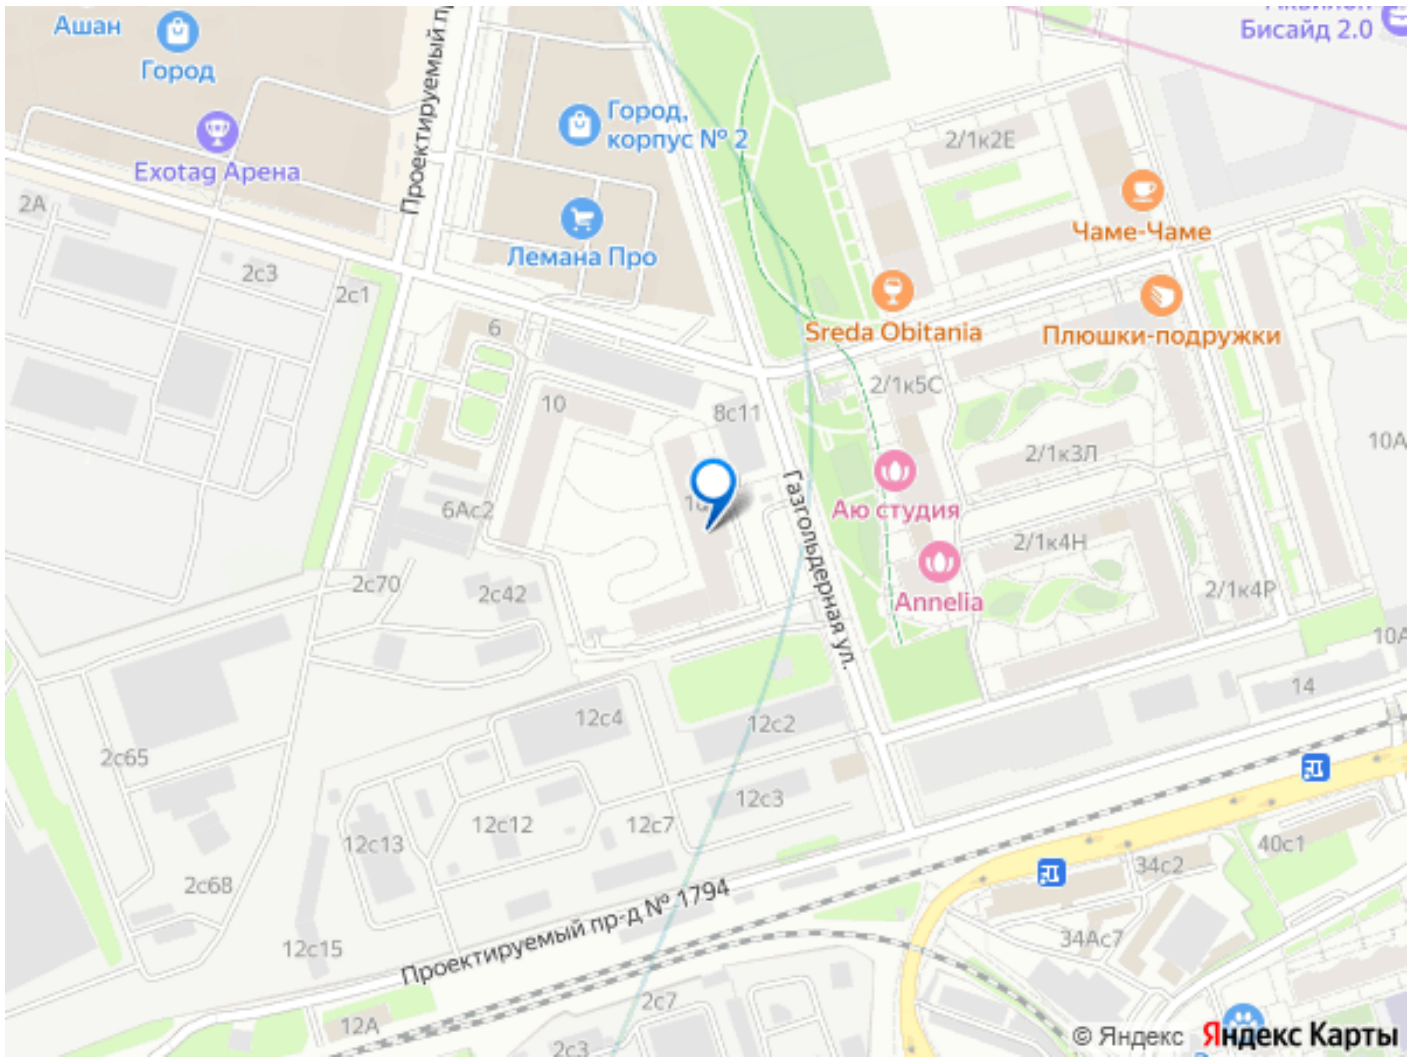 Ашан
Город
Проектируемый пр
Бисайд 2.0
Город,
корпус № 2
Exotag Арена
2/1к2Е
2А
Чаме-Чаме
Лемана Про
2с3
2с1
6
Sreda Obitania
Плюшки-подружки
10
8с11
2/1к5С
10А
2/1к3Л
6Ас2
Газгольдерная ул.
Аю студия
2/1к4Н
2с70
2с42
Annelia
2/1к4Р
10А
14
12с4
12с2
2с65
12с3
12с13
12с12
12с7
2с68
34с2
40с1
Проектируемый пр-д № 1794
12с15
34Ас7
2с7
12А
2с3
© Яндекс Яндекс Карты